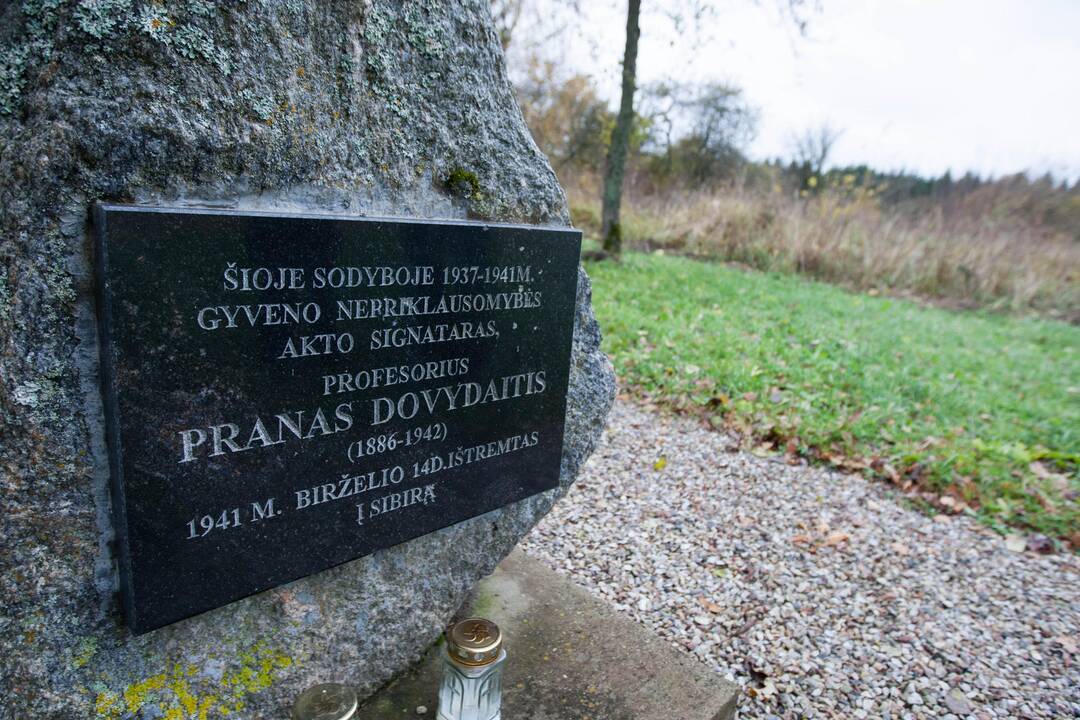 ŠIOJE SODYBOJE 1937-1941M.
GYVENO NEPRIKLAUSOMYBĖS
AKTO SIGNATARAS,
PROFESORIUS
PRANAS DOVYDAITIS
(1886-1942)
1941 M. BIRŽELIO 14D.IŠTREMTAS
Į SIBIRĄ